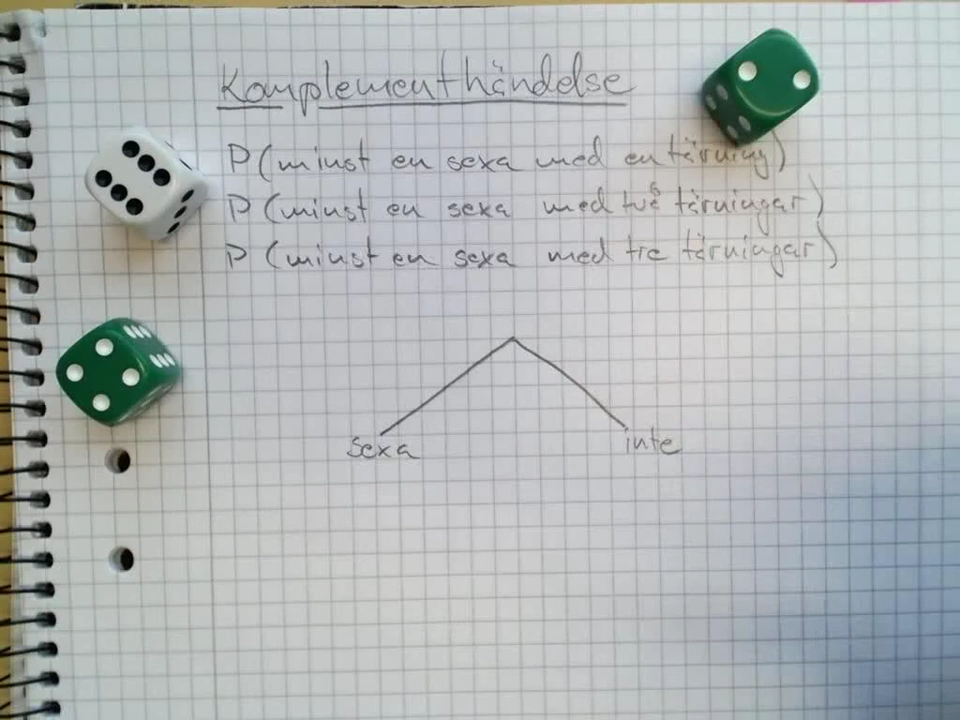 Komplementhändelse
P (minst en sexa med en tärning)
P (minst en sexa med två tärningar)
P (minst en sexa med tre tärningar)
sexa inte